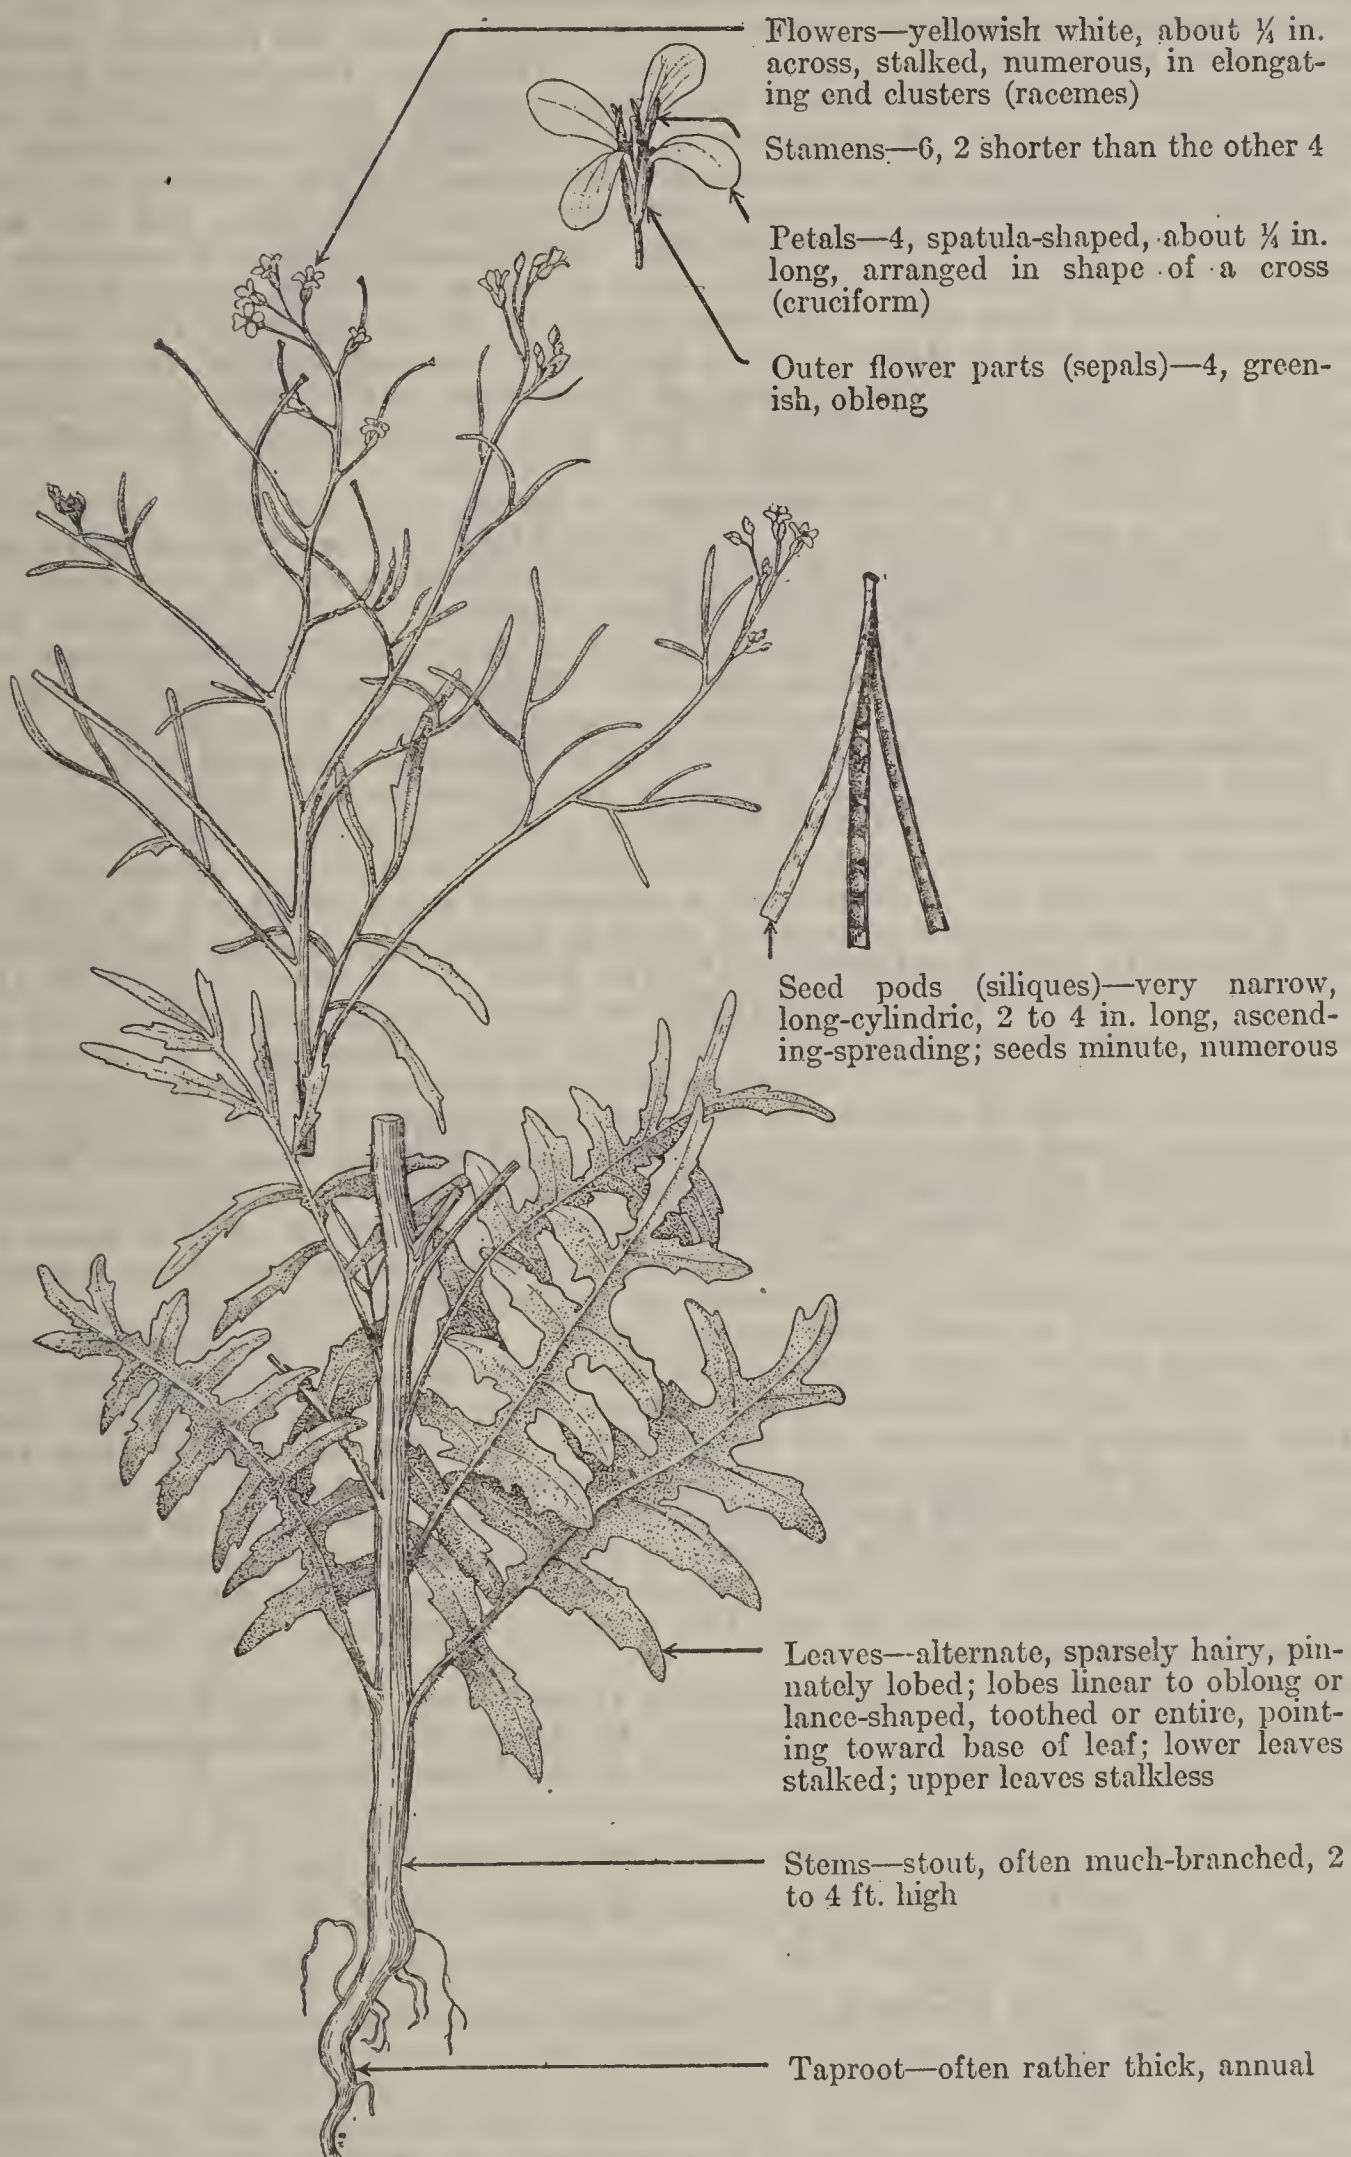 Flowers—yellowish white, about ¼ in.
across, stalked, numerous, in elongat-
ing end clusters (racemes)
Stamens—6, 2 shorter than the other 4
Petals—4, spatula-shaped, about ¼ in.
long, arranged in shape of a cross
(cruciform)
Outer flower parts (sepals)—4, green-
ish, oblong
Seed pods (siliques)—very narrow,
long-cylindric, 2 to 4 in. long, ascend-
ing-spreading; seeds minute, numerous
Leaves—alternate, sparsely hairy, pin-
nately lobed; lobes linear to oblong or
lance-shaped, toothed or entire, point-
ing toward base of leaf; lower leaves
stalked; upper leaves stalkless
Stems—stout, often much-branched, 2
to 4 ft. high
Taproot—often rather thick, annual